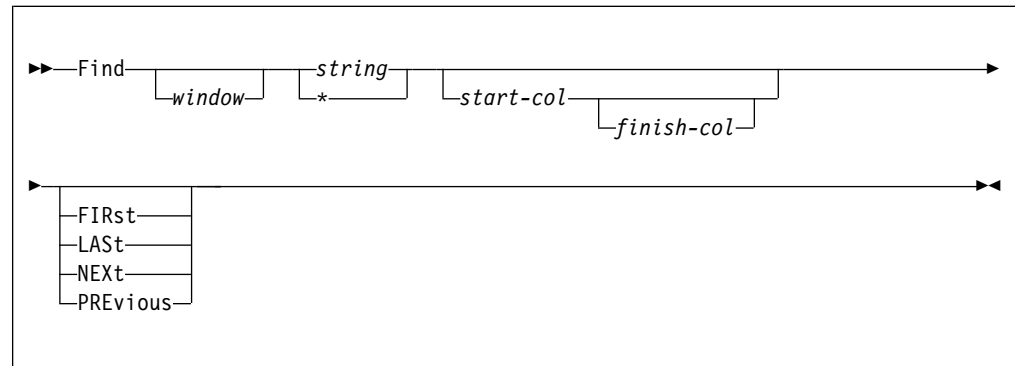 Find string
window * start-col
finish-col
FIRst
LASt
NEXt
PREvious